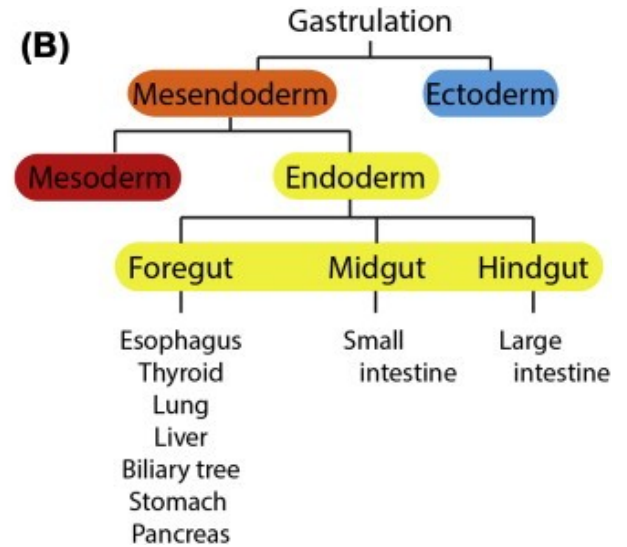 Gastrulation
(B)
Mesendoderm Ectoderm
Mesoderm Endoderm
Foregut Midgut Hindgut
Esophagus
Thyroid
Lung
Liver
Biliary tree
Stomach
Pancreas
Small
intestine
Large
intestine